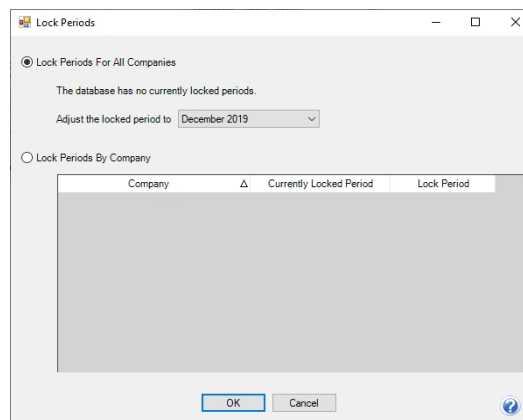 Lock Periods
Lock Periods For All Companies
The database has no currently locked periods.
Adjust the locked period to December 2019
Lock Periods By Company
Company Currently Locked Period Lock Period
OK Cancel